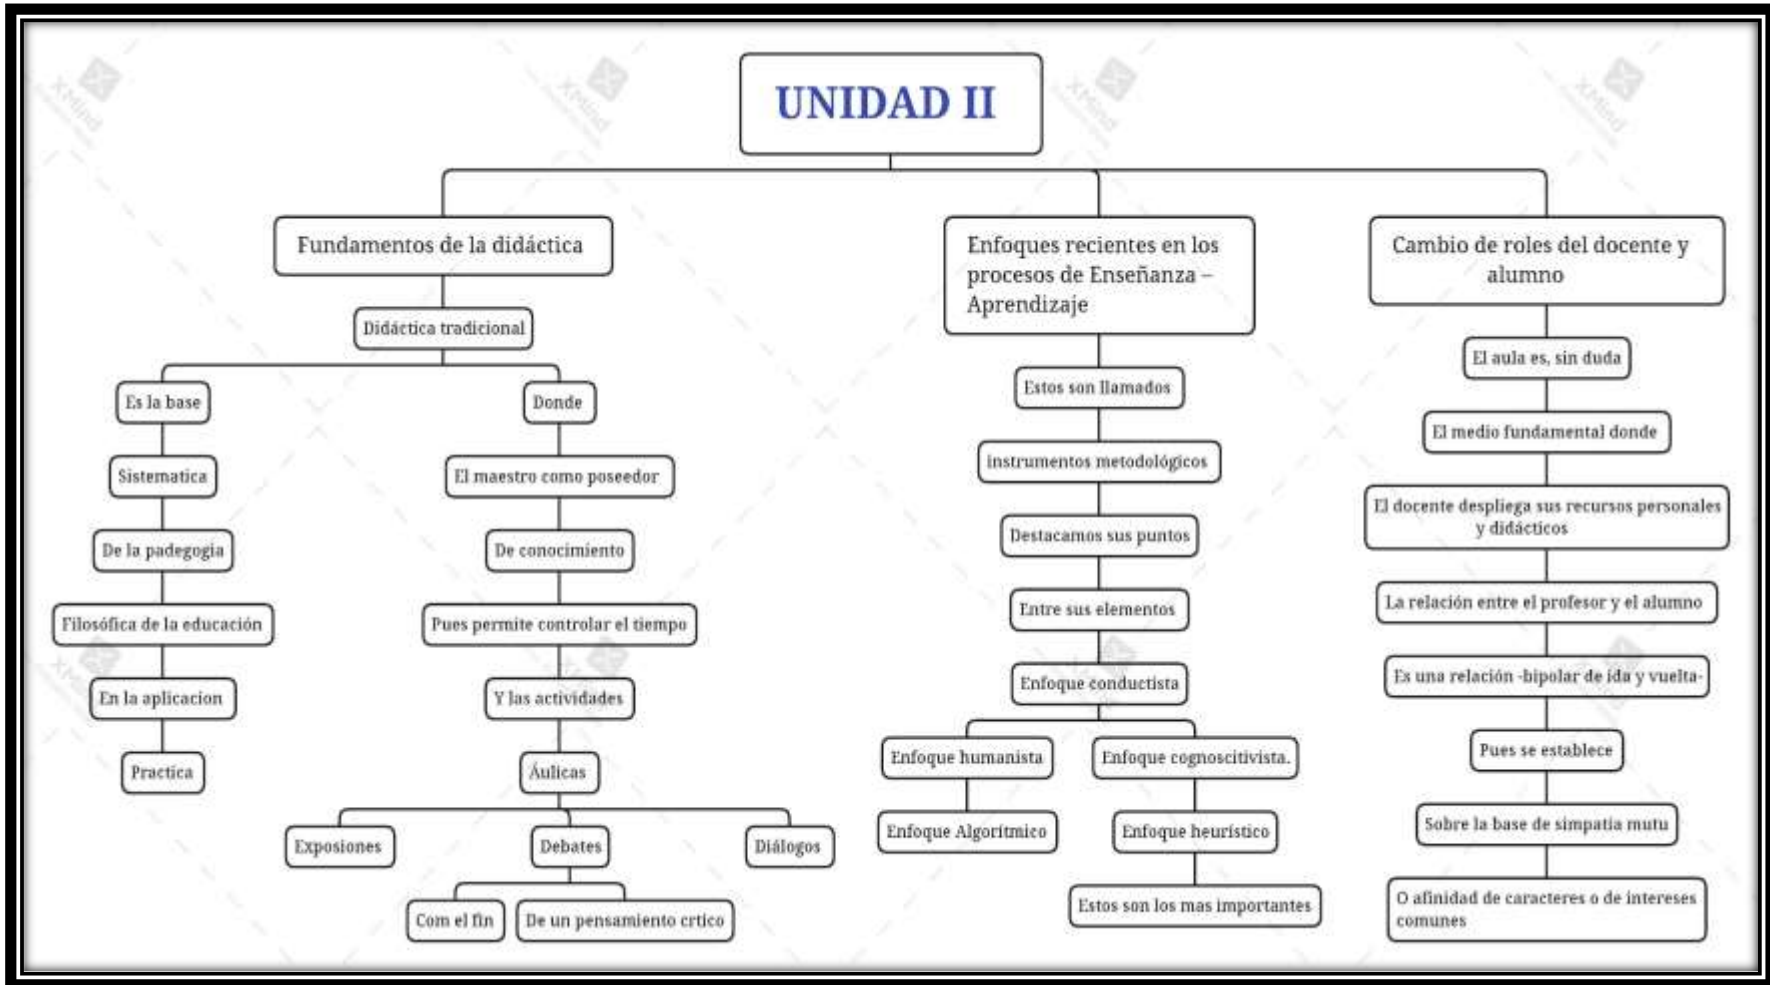 UNIDAD II
Fundamentos de la didáctica
Didáctica tradicional
Es la base
Sistematica
De la padegogia
Filosófica de la educación
En la aplicacion
Practica
Donde
El maestro como poseedor
De conocimiento
Pues permite controlar el tiempo
Y las actividades
Áulicas
Exposiones
Debates
Diálogos
Com el fin
De un pensamiento crtico
Enfoques recientes en los
procesos de Enseñanza –
Aprendizaje
Estos son llamados
instrumentos metodológicos
Destacamos sus puntos
Entre sus elementos
Enfoque conductista
Enfoque humanista
Enfoque Algorítmico
Enfoque cognoscitivista.
Enfoque heurístico
Estos son los mas importantes
Cambio de roles del docente y
alumno
El aula es, sin duda
El medio fundamental donde
El docente despliega sus recursos personales
y didácticos
La relación entre el profesor y el alumno
Es una relación -bipolar de ida y vuelta-
Pues se establece
Sobre la base de simpatia mutu
O afinidad de caracteres o de intereses
comunes
XMind
XMind
XMind
XMind